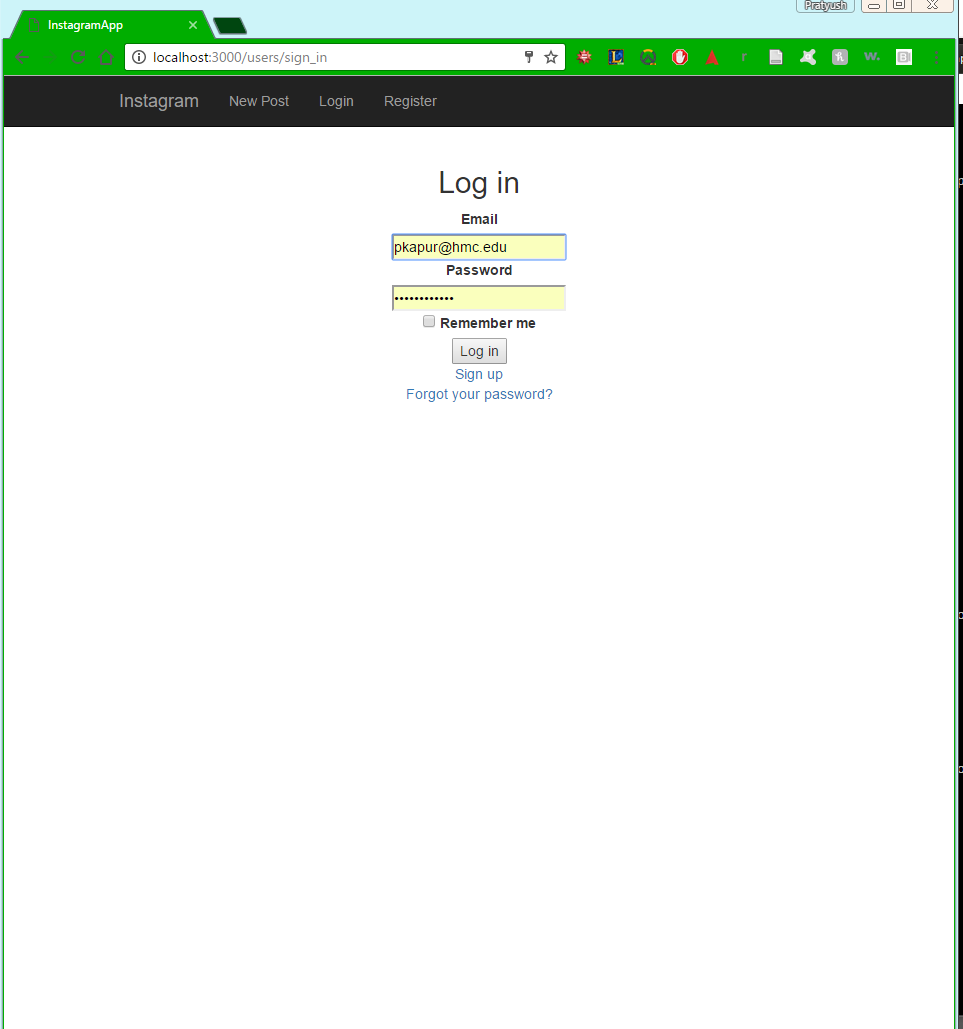 Pratyush
InstagramApp
localhost:3000/users/sign_in
Instagram New Post Login Register
Log in
Email
pkapur@hmc.edu
Password
••••••••••••
Remember me
Log in
Sign up
Forgot your password?